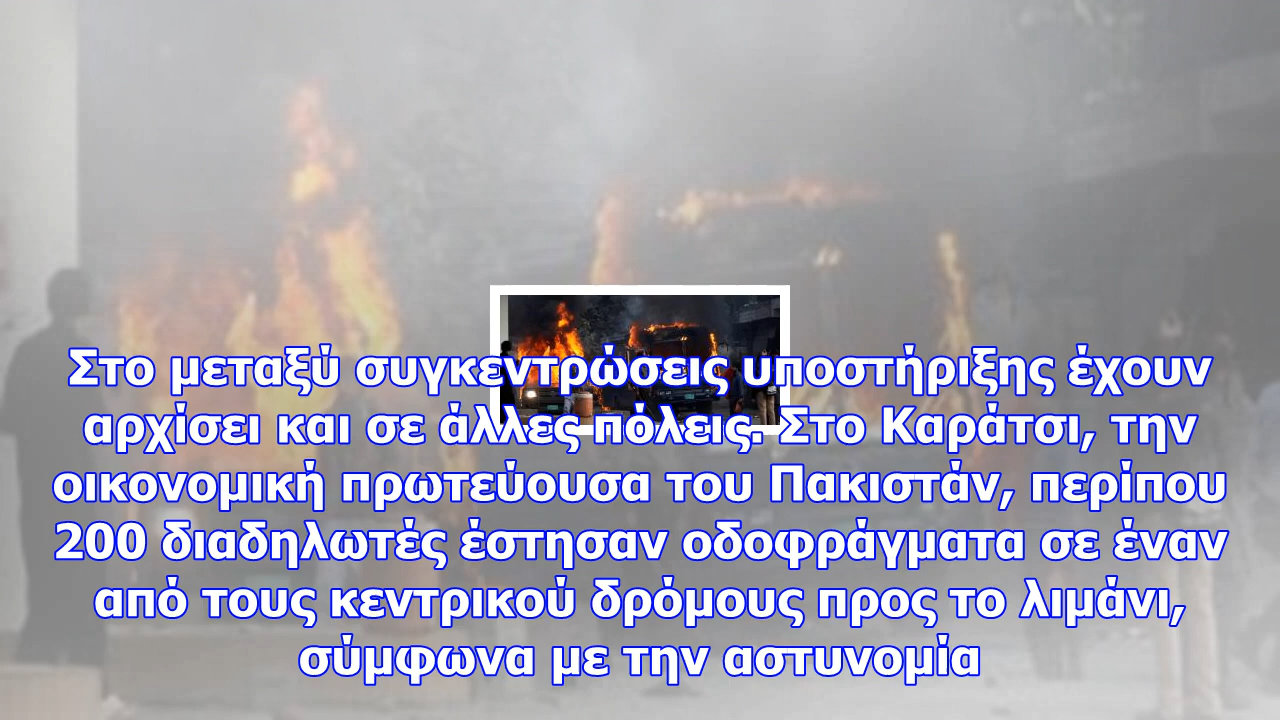 Στο μεταξύ συγκεντρώσεις υποστήριξης έχουν
αρχίσει και σε άλλες πόλεις. Στο Καράτσι, την
οικονομική πρωτεύουσα του Πακιστάν, περίπου
200 διαδηλωτές έστησαν οδοφράγματα σε έναν
από τους κεντρικού δρόμους προς το λιμάνι,
σύμφωνα με την αστυνομία